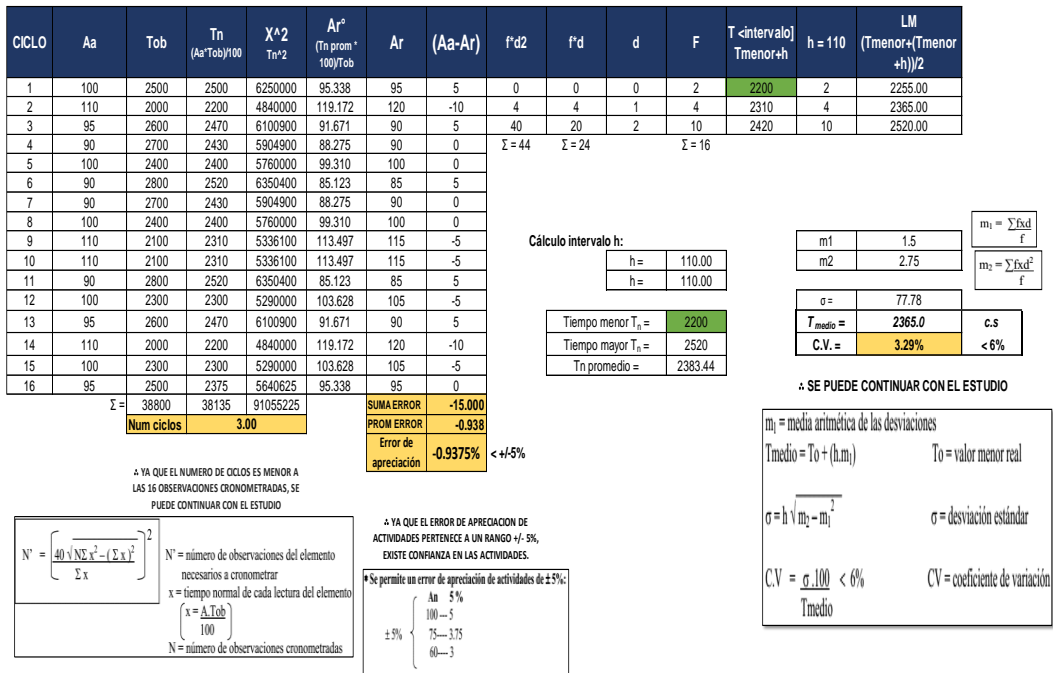 CICLO Aa Tob Tn (Aa*Tob)/100 X^2 Tn^2 Ar° (Tn prom * 100)/Tob Ar (Aa-Ar) f*d2 f*d d F T <intervalo] Tmenor+h h = 110 LM (Tmenor+(Tmenor +h))/2
1 100 2500 2500 6250000 95.338 95 5 0 0 0 2 2200 2 2255.00
2 110 2000 2200 4840000 119.172 120 -10 4 4 1 4 2310 4 2365.00
3 95 2600 2470 6100900 91.671 90 5 40 20 2 10 2420 10 2520.00
4 90 2700 2430 5904900 88.275 90 0 Σ = 44 Σ = 24 Σ = 16
5 100 2400 2400 5760000 99.310 100 0
6 90 2800 2520 6350400 85.123 85 5
7 90 2700 2430 5904900 88.275 90 0
8 100 2400 2400 5760000 99.310 100 0
9 110 2100 2310 5336100 113.497 115 -5
10 110 2100 2310 5336100 113.497 115 -5
11 90 2800 2520 6350400 85.123 85 5
12 100 2300 2300 5290000 103.628 105 -5
13 95 2600 2470 6100900 91.671 90 5
14 110 2000 2200 4840000 119.172 120 -10
15 100 2300 2300 5290000 103.628 105 -5
16 95 2500 2375 5640625 95.338 95 0
Σ = 38800 38135 91055225 SUMA ERROR -15.000
Num ciclos 3.00 PROM ERROR -0.938
Error de apreciación -0.9375% < +/-5%
Cálculo intervalo h:
h = 110.00
h = 110.00
Tiempo menor Tn = 2200
Tiempo mayor Tn = 2520
Tn promedio = 2383.44
m1 1.5
m2 2.75
m₁ = ∑fxd
f
m₂ = ∑fxd²
f
σ = 77.78
Tmedio = 2365.0 c.s
C.V. = 3.29% < 6%
∴ SE PUEDE CONTINUAR CON EL ESTUDIO
∴ YA QUE EL NUMERO DE CICLOS ES MENOR A
LAS 16 OBSERVACIONES CRONOMETRADAS, SE
PUEDE CONTINUAR CON EL ESTUDIO
N' = (40 √NΣ x² – ( Σ x )²
Σ x)²
N' = número de observaciones del elemento
necesarios a cronometrar
x = tiempo normal de cada lectura del elemento
(x = A.Tob
100)
N = número de observaciones cronometradas
∴ YA QUE EL ERROR DE APRECIACION DE
ACTIVIDADES PERTENECE A UN RANGO +/- 5%,
EXISTE CONFIANZA EN LAS ACTIVIDADES.
• Se permite un error de apreciación de actividades de ± 5%:
An 5 %
100 --- 5
± 5% { 75---- 3.75
60---- 3
m₁ = media aritmética de las desviaciones
Tmedio = To + (h.m₁) To = valor menor real
σ = h √m₂ – m₁² σ = desviación estándar
C.V = σ .100 < 6% CV = coeficiente de variación
Tmedio